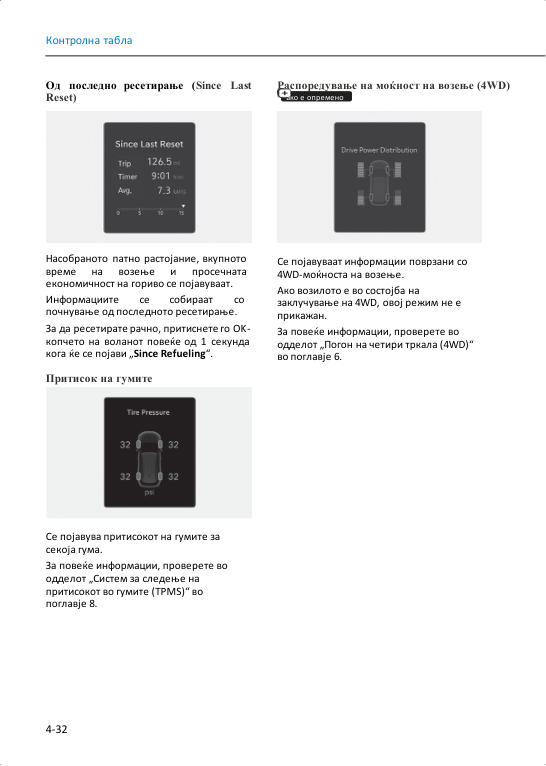 Контролна табла
Од последно ресетирање (Since Last
Reset)
Since Last Reset
Trip 126.5 mi
Timer 9:01 h:m
Avg. 7.3 MPG
0 5 10 15
Насобраното патно растојание, вкупното
време на возење и просечната
економичност на гориво се појавуваат.
Информациите се собираат со
почнување од последното ресетирање.
За да ресетирате рачно, притиснете го ОК-
копчето на воланот повеќе од 1 секунда
кога ќе се појави „Since Refueling“.
Притисок на гумите
Tire Pressure
32 32
32 32
psi
Се појавува притисокот на гумите за
секоја гума.
За повеќе информации, проверете во
одделот „Систем за следење на
притисокот во гумите (TPMS)“ во
поглавје 8.
Распоредување на моќност на возење (4WD)
ако е опремено
Drive Power Distribution
Се појавуваат информации поврзани со
4WD-моќноста на возење.
Ако возилото е во состојба на
заклучување на 4WD, овој режим не е
прикажан.
За повеќе информации, проверете во
одделот „Погон на четири тркала (4WD)“
во поглавје 6.
4-32